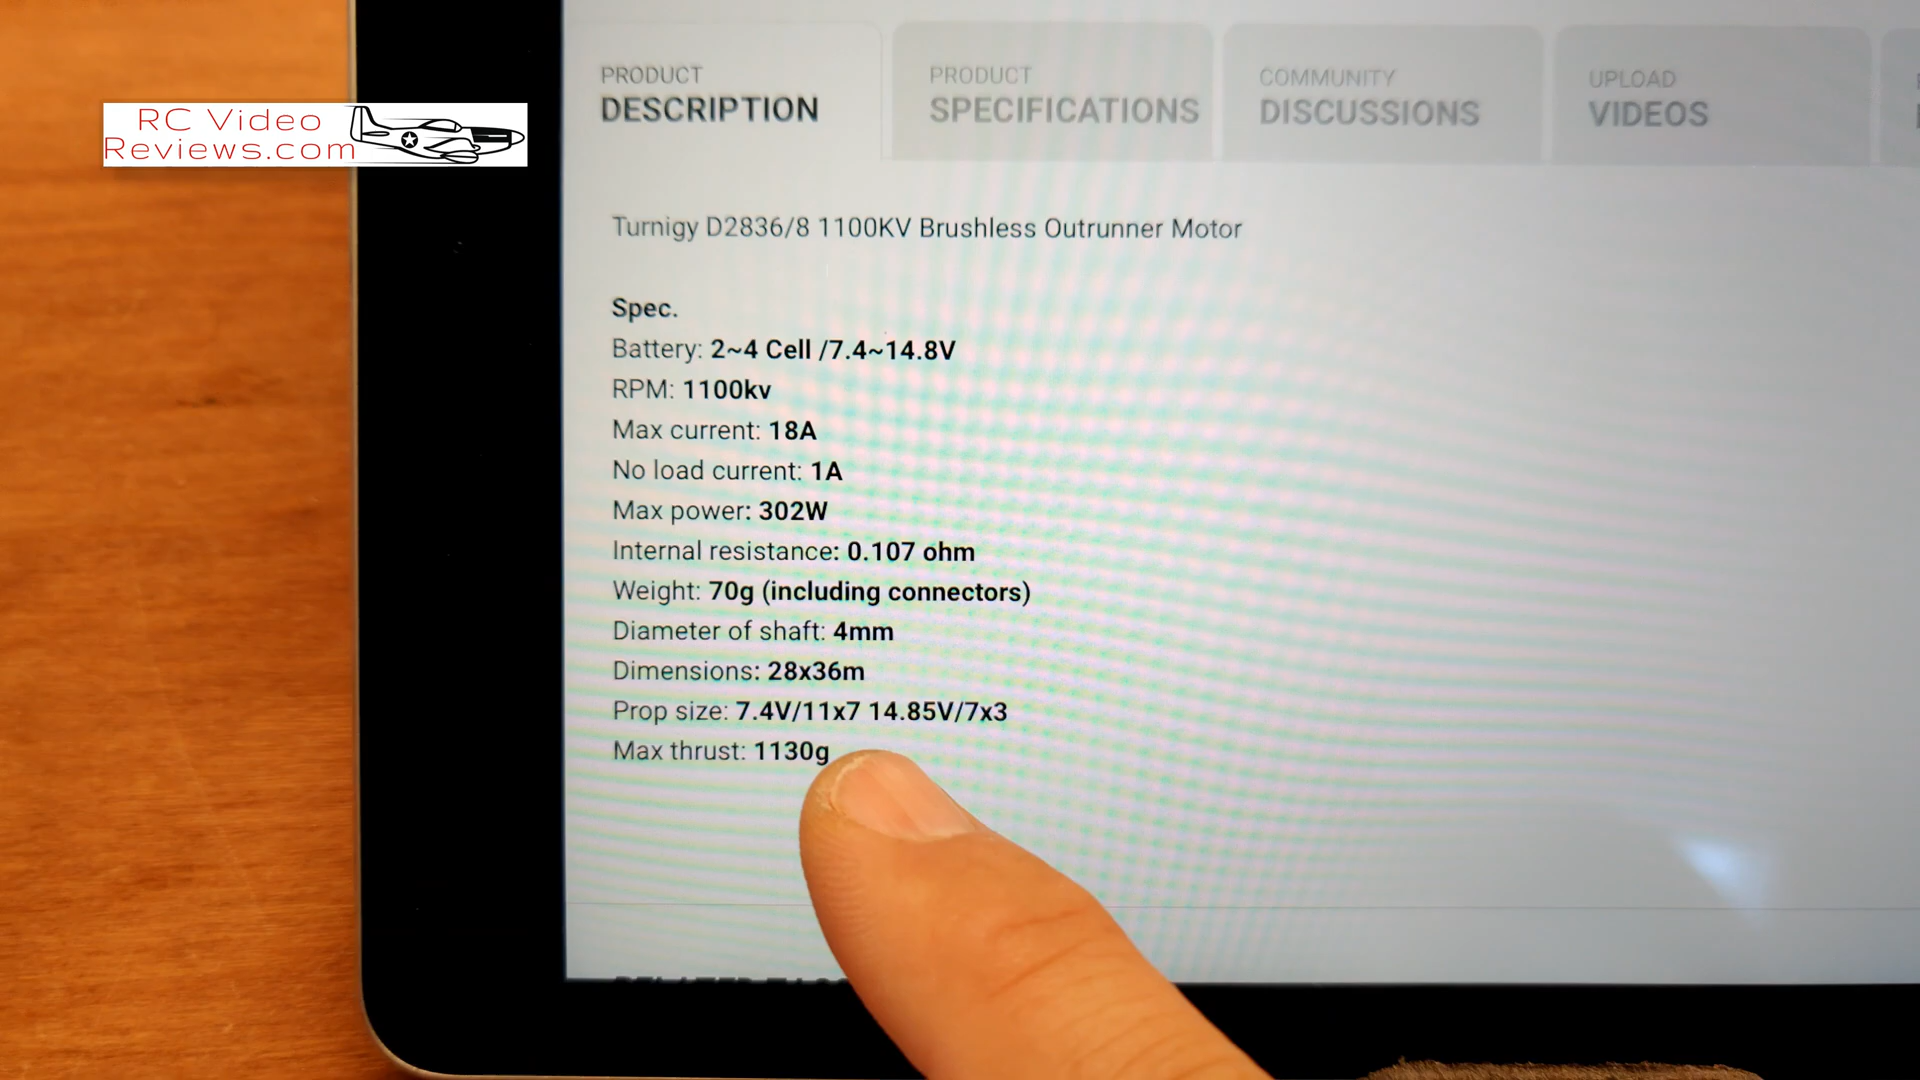 RC Video
Reviews.com
PRODUCT
DESCRIPTION
PRODUCT
SPECIFICATIONS
COMMUNITY
DISCUSSIONS
UPLOAD
VIDEOS
Turnigy D2836/8 1100KV Brushless Outrunner Motor
Spec.
Battery: 2~4 Cell /7.4~14.8V
RPM: 1100kv
Max current: 18A
No load current: 1A
Max power: 302W
Internal resistance: 0.107 ohm
Weight: 70g (including connectors)
Diameter of shaft: 4mm
Dimensions: 28x36m
Prop size: 7.4V/11x7 14.85V/7x3
Max thrust: 1130g